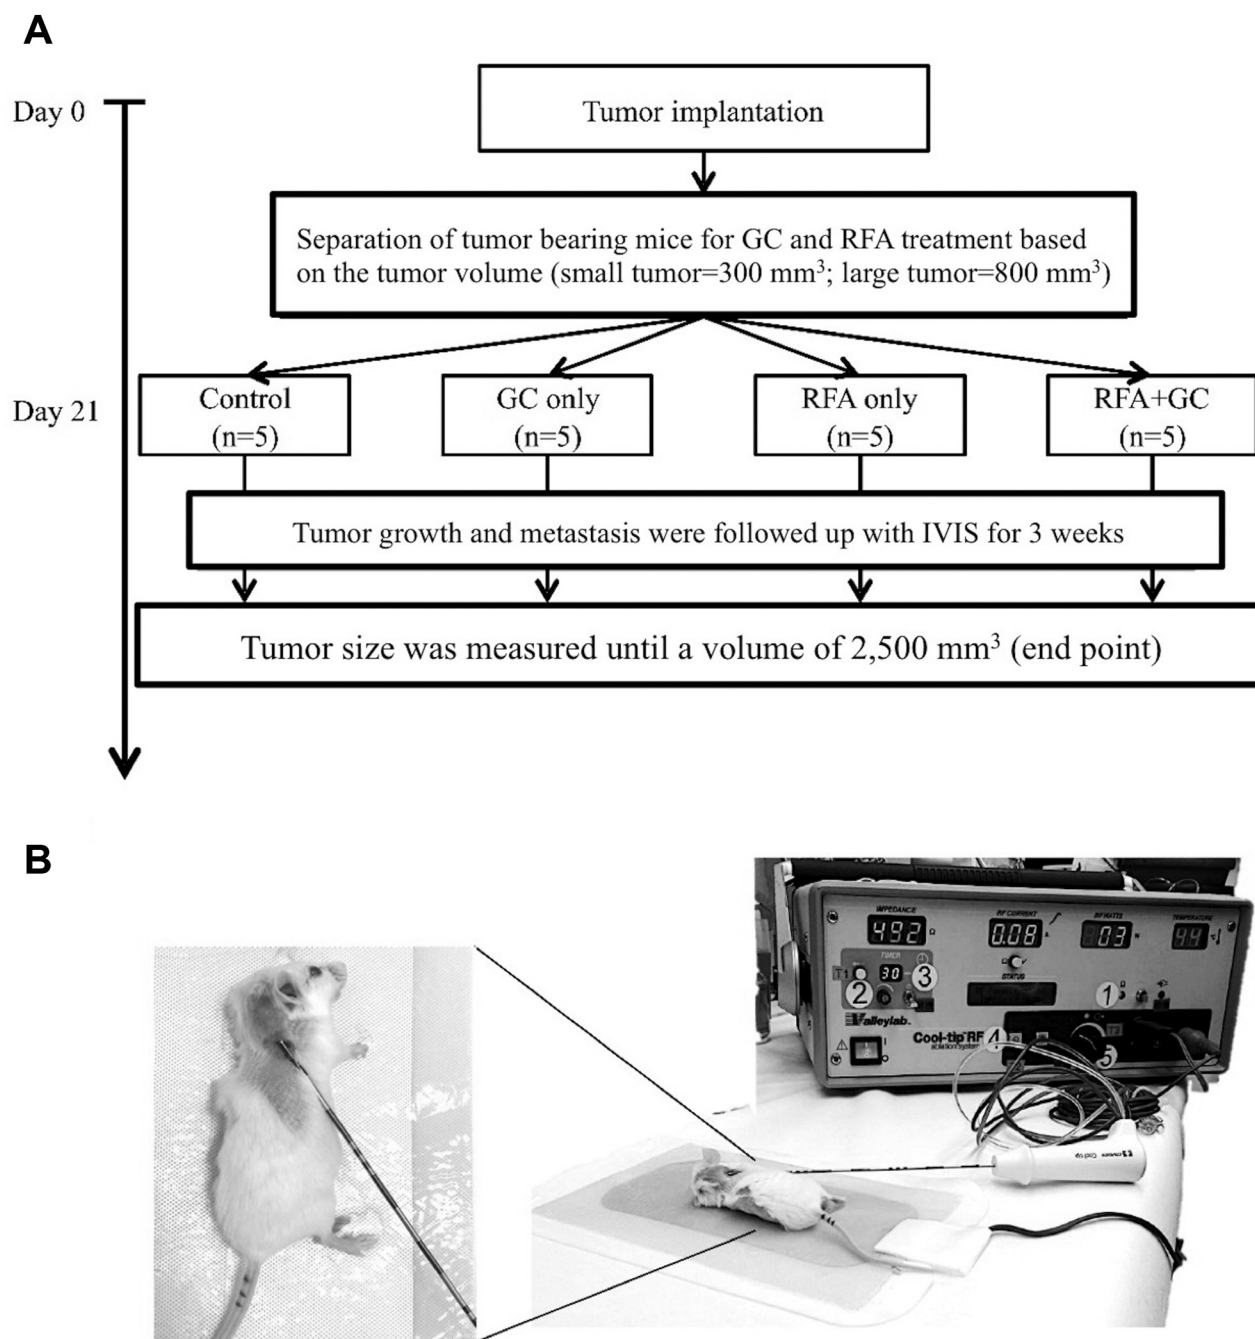 A
Day 0
Tumor implantation
Separation of tumor bearing mice for GC and RFA treatment based
on the tumor volume (small tumor=300 mm³; large tumor=800 mm³)
Day 21
Control
(n=5)
GC only
(n=5)
RFA only
(n=5)
RFA+GC
(n=5)
Tumor growth and metastasis were followed up with IVIS for 3 weeks
Tumor size was measured until a volume of 2,500 mm³ (end point)
B
IMPEDANCE
RF CURRENT
RF WATTS
TEMPERATURE
492 Ω
0.08 A
03 W
44 °C
TIMER
T1
30
3
2
STATUS
1
Valleylab
Cool-tip RF
ablation system
4
T2
5
I
O